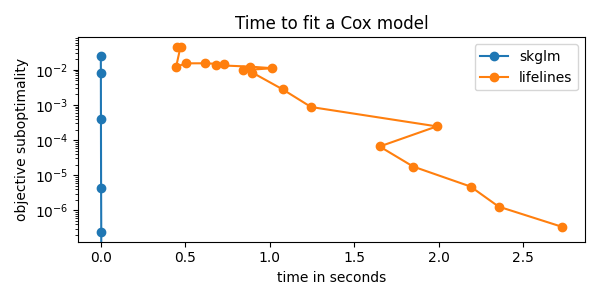 Time to fit a Cox model
skglm
lifelines
objective suboptimality
10⁻²
10⁻³
10⁻⁴
10⁻⁵
10⁻⁶
0.0 0.5 1.0 1.5 2.0 2.5
time in seconds